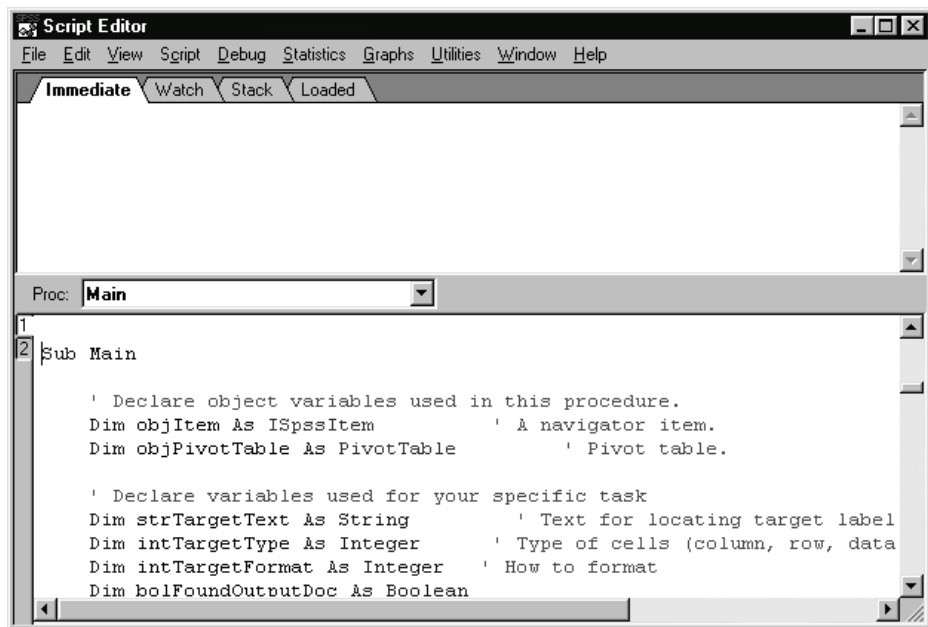 SPSS Script Editor
File Edit View Script Debug Statistics Graphs Utilities Window Help
Immediate Watch Stack Loaded
Proc: Main
1
2 Sub Main
' Declare object variables used in this procedure.
Dim objItem As ISpssItem ' A navigator item.
Dim objPivotTable As PivotTable ' Pivot table.
' Declare variables used for your specific task
Dim strTargetText As String ' Text for locating target label
Dim intTargetType As Integer ' Type of cells (column, row, data
Dim intTargetFormat As Integer ' How to format
Dim bolFoundOutputDoc As Boolean